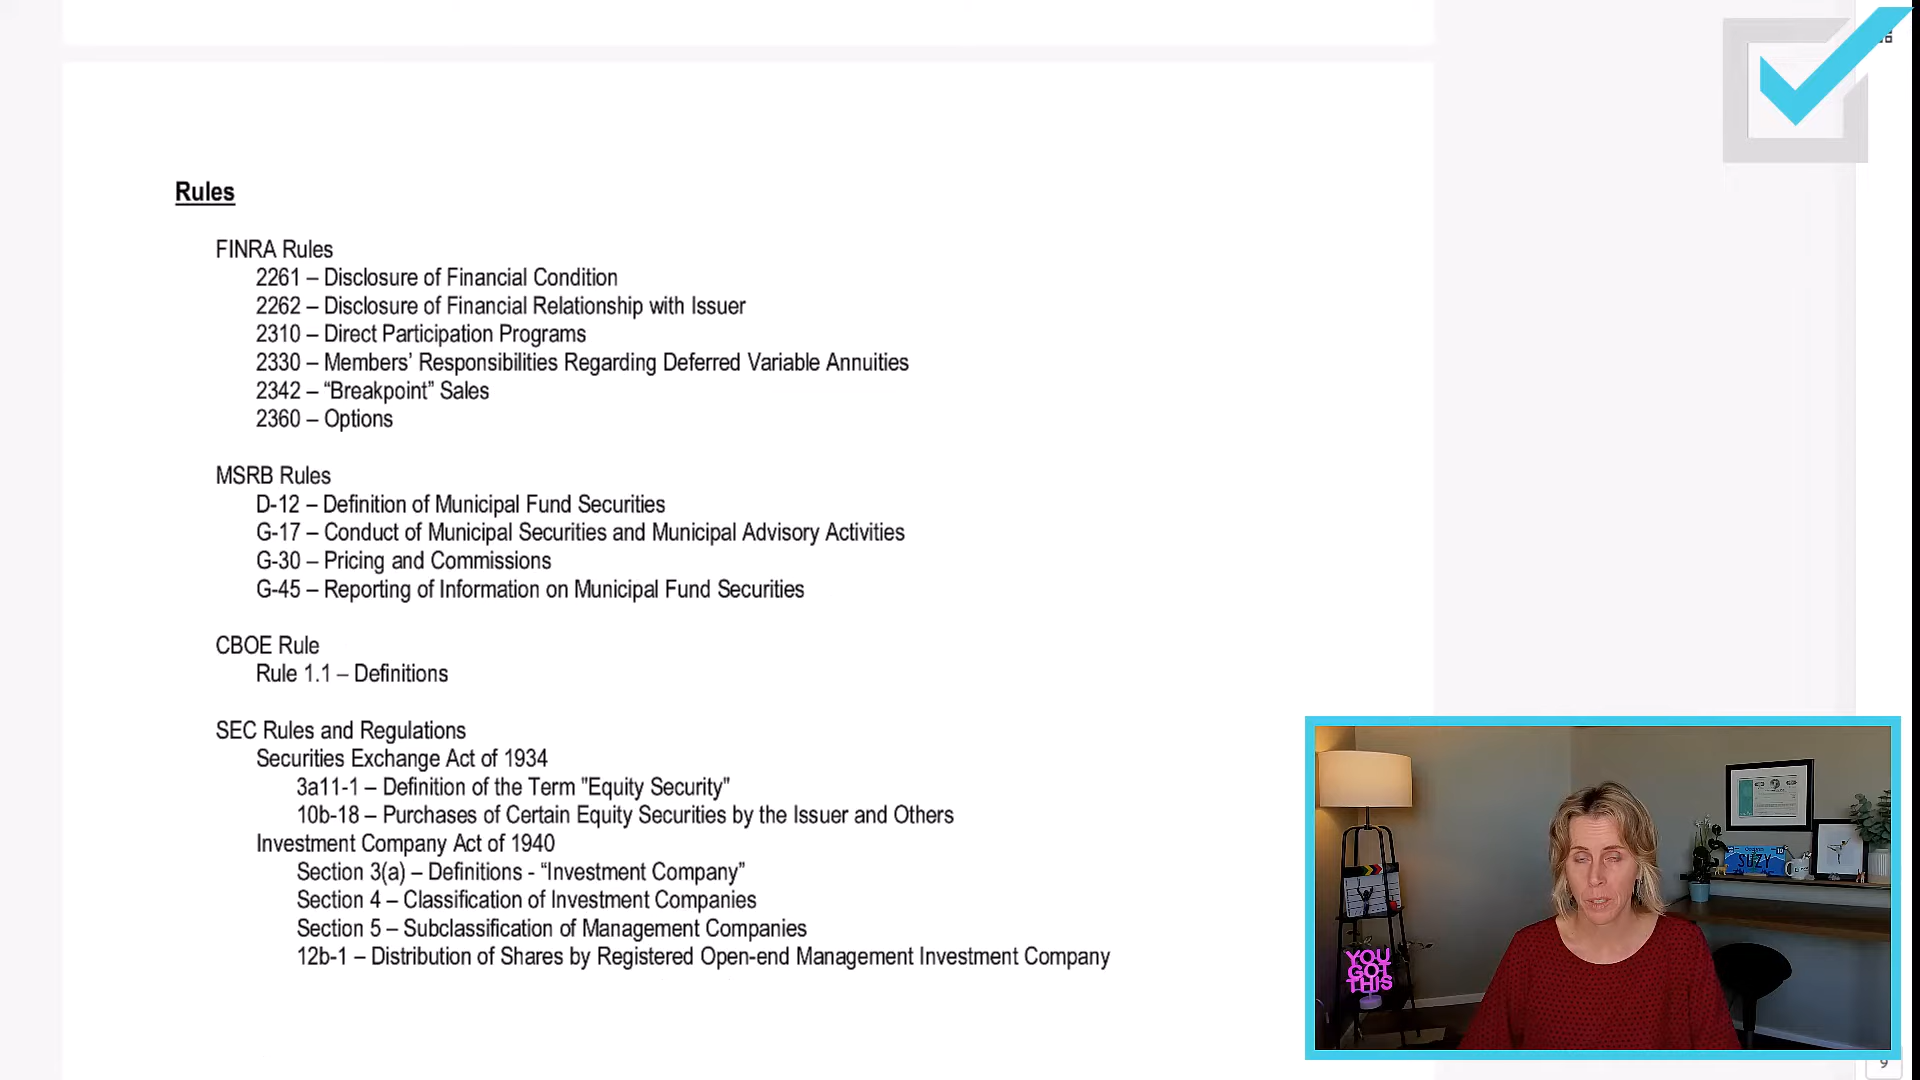 Rules
FINRA Rules
2261 – Disclosure of Financial Condition
2262 – Disclosure of Financial Relationship with Issuer
2310 – Direct Participation Programs
2330 – Members’ Responsibilities Regarding Deferred Variable Annuities
2342 – “Breakpoint” Sales
2360 – Options
MSRB Rules
D-12 – Definition of Municipal Fund Securities
G-17 – Conduct of Municipal Securities and Municipal Advisory Activities
G-30 – Pricing and Commissions
G-45 – Reporting of Information on Municipal Fund Securities
CBOE Rule
Rule 1.1 – Definitions
SEC Rules and Regulations
Securities Exchange Act of 1934
3a11-1 – Definition of the Term "Equity Security"
10b-18 – Purchases of Certain Equity Securities by the Issuer and Others
Investment Company Act of 1940
Section 3(a) – Definitions - “Investment Company”
Section 4 – Classification of Investment Companies
Section 5 – Subclassification of Management Companies
12b-1 – Distribution of Shares by Registered Open-end Management Investment Company
SUZY
YOU
GOT
THIS
9